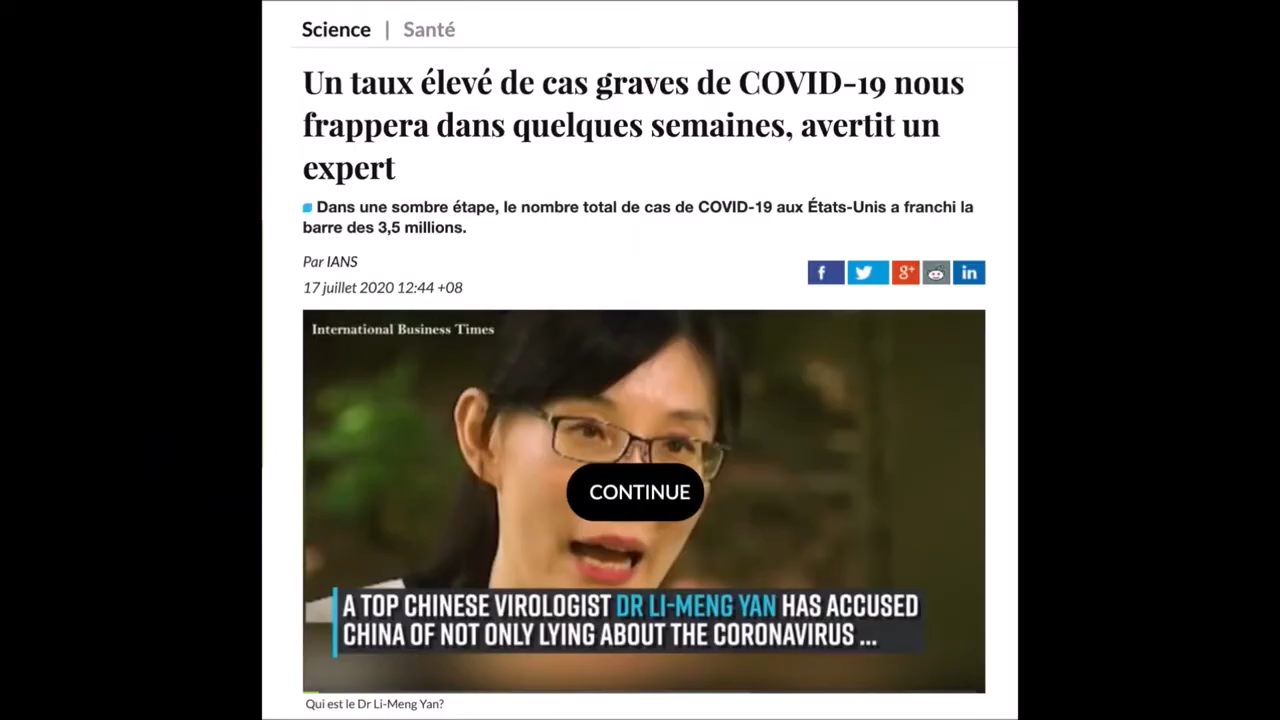 Science | Santé
Un taux élevé de cas graves de COVID-19 nous
frappera dans quelques semaines, avertit un
expert
Dans une sombre étape, le nombre total de cas de COVID-19 aux États-Unis a franchi la
barre des 3,5 millions.
Par IANS
17 juillet 2020 12:44 +08
f 8+ in
International Business Times
CONTINUE
A TOP CHINESE VIROLOGIST DR LI-MENG YAN HAS ACCUSED
CHINA OF NOT ONLY LYING ABOUT THE CORONAVIRUS ...
Qui est le Dr Li-Meng Yan?